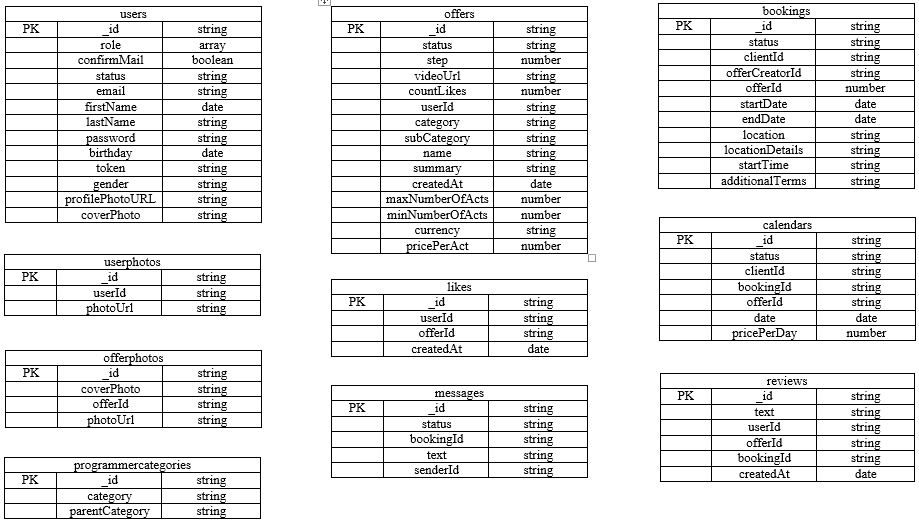 users
PK _id string
role array
confirmMail boolean
status string
email string
firstName date
lastName string
password string
birthday date
token string
gender string
profilePhotoURL string
coverPhoto string
userphotos
PK _id string
userId string
photoUrl string
offerphotos
PK _id string
coverPhoto string
offerId string
photoUrl string
programmercategories
PK _id string
category string
parentCategory string
offers
PK _id string
status string
step number
videoUrl string
countLikes number
userId string
category string
subCategory string
name string
summary string
createdAt date
maxNumberOfActs number
minNumberOfActs number
currency string
pricePerAct number
likes
PK _id string
userId string
offerId string
createdAt date
messages
PK _id string
status string
bookingId string
text string
senderId string
bookings
PK _id string
status string
clientId string
offerCreatorId string
offerId number
startDate date
endDate date
location string
locationDetails string
startTime string
additionalTerms string
calendars
PK _id string
status string
clientId string
bookingId string
offerId string
date date
pricePerDay number
reviews
PK _id string
text string
userId string
offerId string
bookingId string
createdAt date